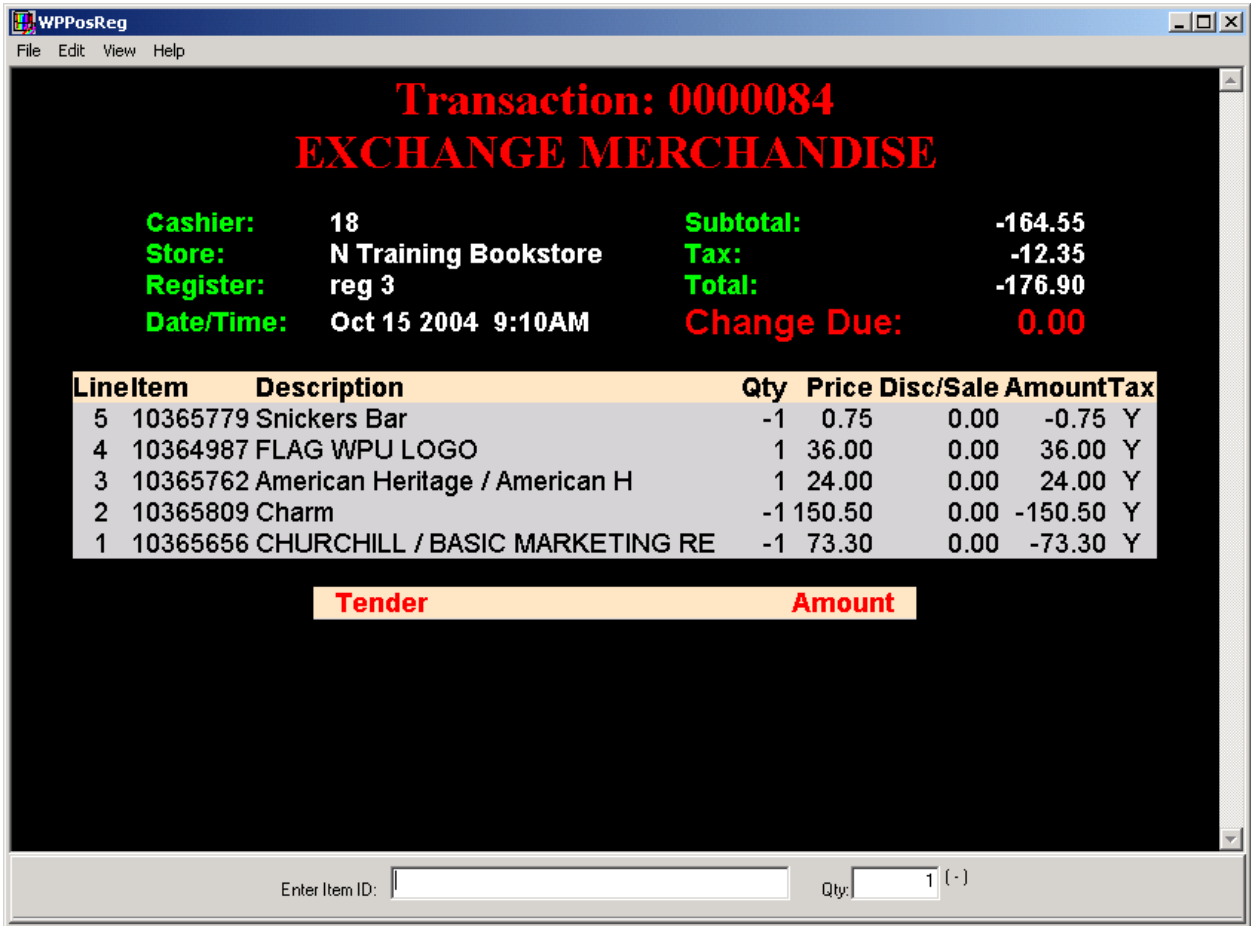 WPPosReg
File Edit View Help
Transaction: 0000084
EXCHANGE MERCHANDISE
Cashier: 18 Subtotal: -164.55
Store: N Training Bookstore Tax: -12.35
Register: reg 3 Total: -176.90
Date/Time: Oct 15 2004 9:10AM Change Due: 0.00
Line Item Description Qty Price Disc/Sale Amount Tax
5 10365779 Snickers Bar -1 0.75 0.00 -0.75 Y
4 10364987 FLAG WPU LOGO 1 36.00 0.00 36.00 Y
3 10365762 American Heritage / American H 1 24.00 0.00 24.00 Y
2 10365809 Charm -1 150.50 0.00 -150.50 Y
1 10365656 CHURCHILL / BASIC MARKETING RE -1 73.30 0.00 -73.30 Y
Tender Amount
Enter Item ID: Qty: 1 (-)